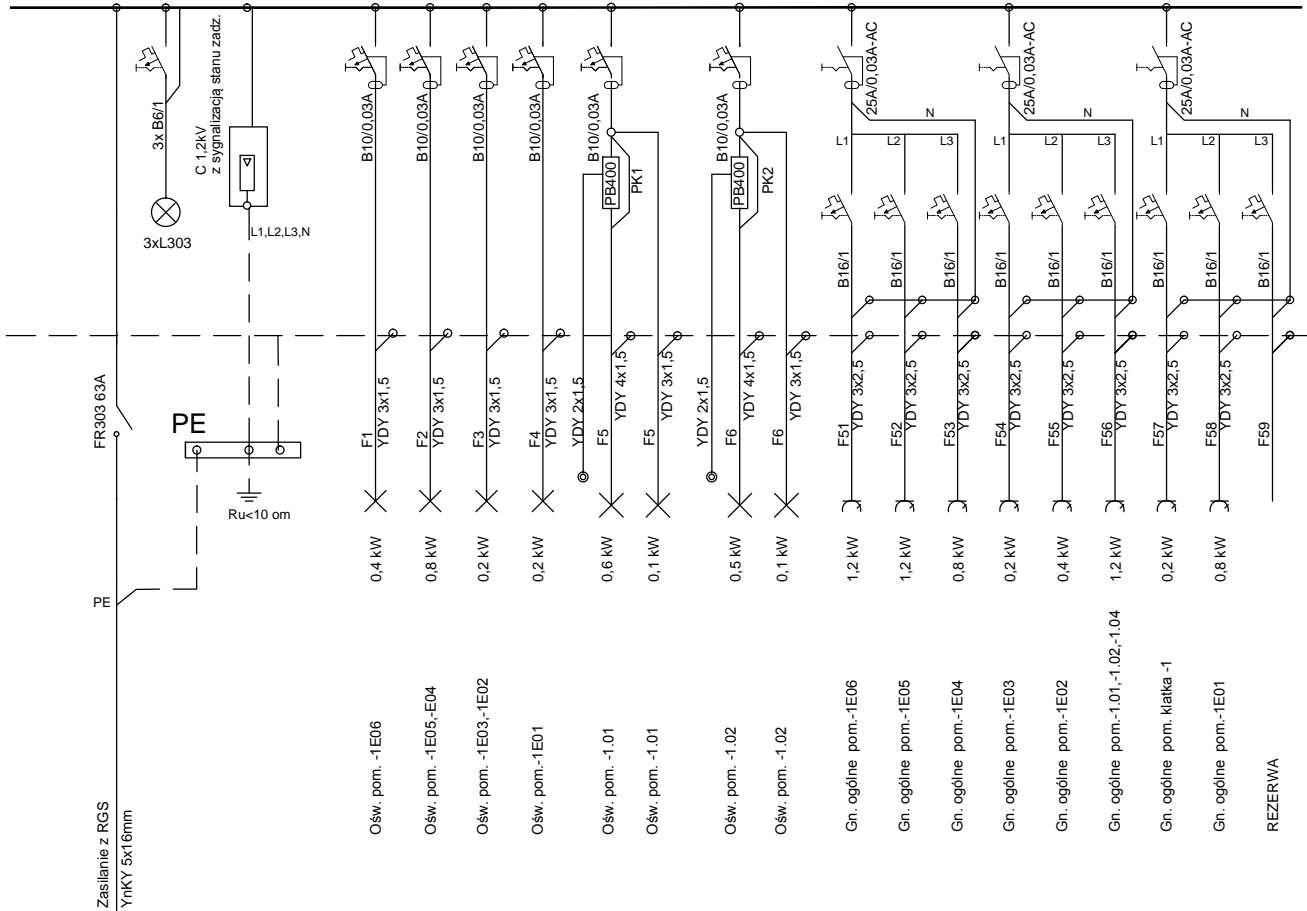 3x B6/1
C 1,2kV
z sygnalizacją stanu zadz.
3xL303
L1,L2,L3,N
FR303 63A
PE
Ru<10 om
PE
Zasilanie z RGS
YnKY 5x16mm
B10/0,03A
B10/0,03A
B10/0,03A
B10/0,03A
B10/0,03A
PB400
PK1
B10/0,03A
PB400
PK2
25A/0,03A-AC
25A/0,03A-AC
25A/0,03A-AC
N
L1
L2
L3
N
L1
L2
L3
N
L1
L2
L3
B16/1
B16/1
B16/1
B16/1
B16/1
B16/1
B16/1
B16/1
F1
YDY 3x1,5
F2
YDY 3x1,5
F3
YDY 3x1,5
F4
YDY 3x1,5
YDY 2x1,5
F5
YDY 4x1,5
F5
YDY 3x1,5
YDY 2x1,5
F6
YDY 4x1,5
F6
YDY 3x1,5
F51
YDY 3x2,5
F52
YDY 3x2,5
F53
YDY 3x2,5
F54
YDY 3x2,5
F55
YDY 3x2,5
F56
YDY 3x2,5
F57
YDY 3x2,5
F58
YDY 3x2,5
F59
0,4 kW
0,8 kW
0,2 kW
0,2 kW
0,6 kW
0,1 kW
0,5 kW
0,1 kW
1,2 kW
1,2 kW
0,8 kW
0,2 kW
0,4 kW
1,2 kW
0,2 kW
0,8 kW
Ośw. pom. -1E06
Ośw. pom. -1E05,-E04
Ośw. pom. -1E03,-1E02
Ośw. pom.-1E01
Ośw. pom. -1.01
Ośw. pom. -1.01
Ośw. pom. -1.02
Ośw. pom. -1.02
Gn. ogólne pom.-1E06
Gn. ogólne pom-1E05
Gn. ogólne pom.-1E04
Gn. ogólne pom.-1E03
Gn. ogólne pom.-1E02
Gn. ogólne pom-1.01,-1.02,-1.04
Gn. ogólne pom. klatka -1
Gn. ogólne pom.-1E01
REZERWA